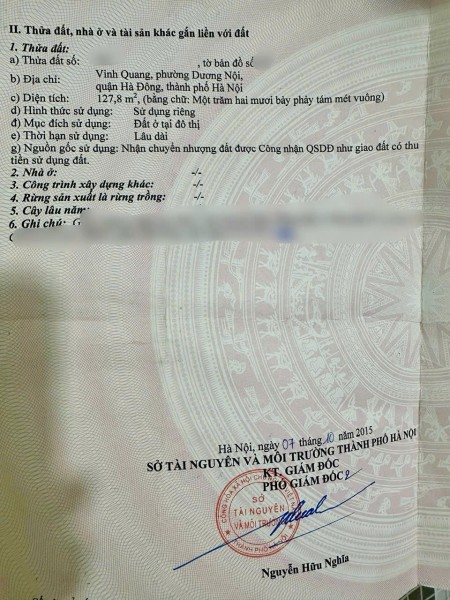 II. Thửa đất, nhà ở và tài sản khác gắn liền với đất
1. Thửa đất:
a) Thửa đất số: , tờ bản đồ số
b) Địa chỉ: Vinh Quang, phường Dương Nội,
quận Hà Đông, thành phố Hà Nội
c) Diện tích: 127,8 m², (bằng chữ: Một trăm hai mươi bảy phẩy tám mét vuông)
d) Hình thức sử dụng: Sử dụng riêng
đ) Mục đích sử dụng: Đất ở tại đô thị
e) Thời hạn sử dụng: Lâu dài
g) Nguồn gốc sử dụng: Nhận chuyển nhượng đất được Công nhận QSDĐ như giao đất có thu
tiền sử dụng đất.
2. Nhà ở: -/-
3. Công trình xây dựng khác: -/-
4. Rừng sản xuất là rừng trồng: -/-
5. Cây lâu năm
6. Ghi chú:
Hà Nội, ngày 07 tháng 10 năm 2015
SỞ TÀI NGUYÊN VÀ MÔI TRƯỜNG THÀNH PHỐ HÀ NỘI
KT. GIÁM ĐỐC
PHÓ GIÁM ĐỐC
SỞ
TÀI NGUYÊN
VÀ MÔI TRƯỜNG
THÀNH PHỐ HÀ NỘI
Nguyễn Hữu Nghĩa